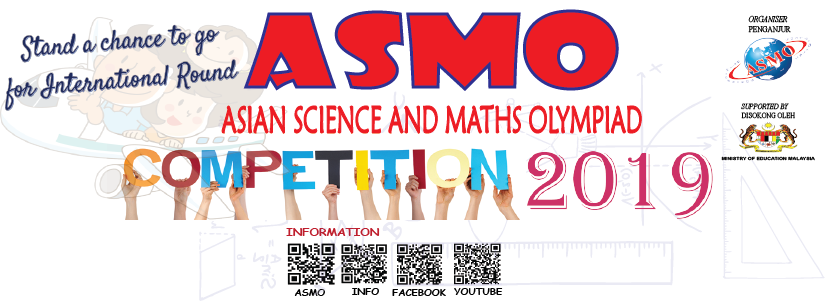 Stand a chance to go
for International Round
ASMO
ASIAN SCIENCE AND MATHS OLYMPIAD
COMPETITION 2019
ORGANISER
PENGANJUR
ASMO
SUPPORTED BY
DISOKONG OLEH
MINISTRY OF EDUCATION MALAYSIA
INFORMATION
ASMO INFO FACEBOOK YOUTUBE